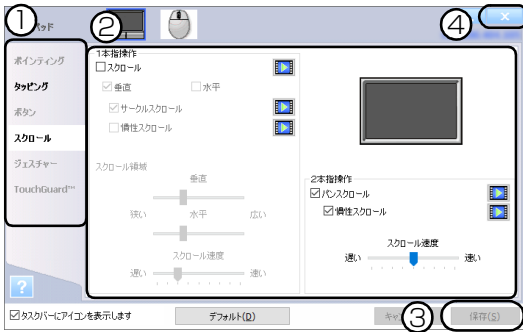 ① ② ④ ×
パッド
ポインティング
タッピング
ボタン
スクロール
ジェスチャー
TouchGuard™
1本指操作
スクロール
垂直 水平
サークルスクロール
慣性スクロール
スクロール領域
垂直
狭い 水平 広い
スクロール速度
遅い 速い
2本指操作
パンスクロール
慣性スクロール
スクロール速度
遅い 速い
?
タスクバーにアイコンを表示します デフォルト(D) キャ ③ 保存(S)